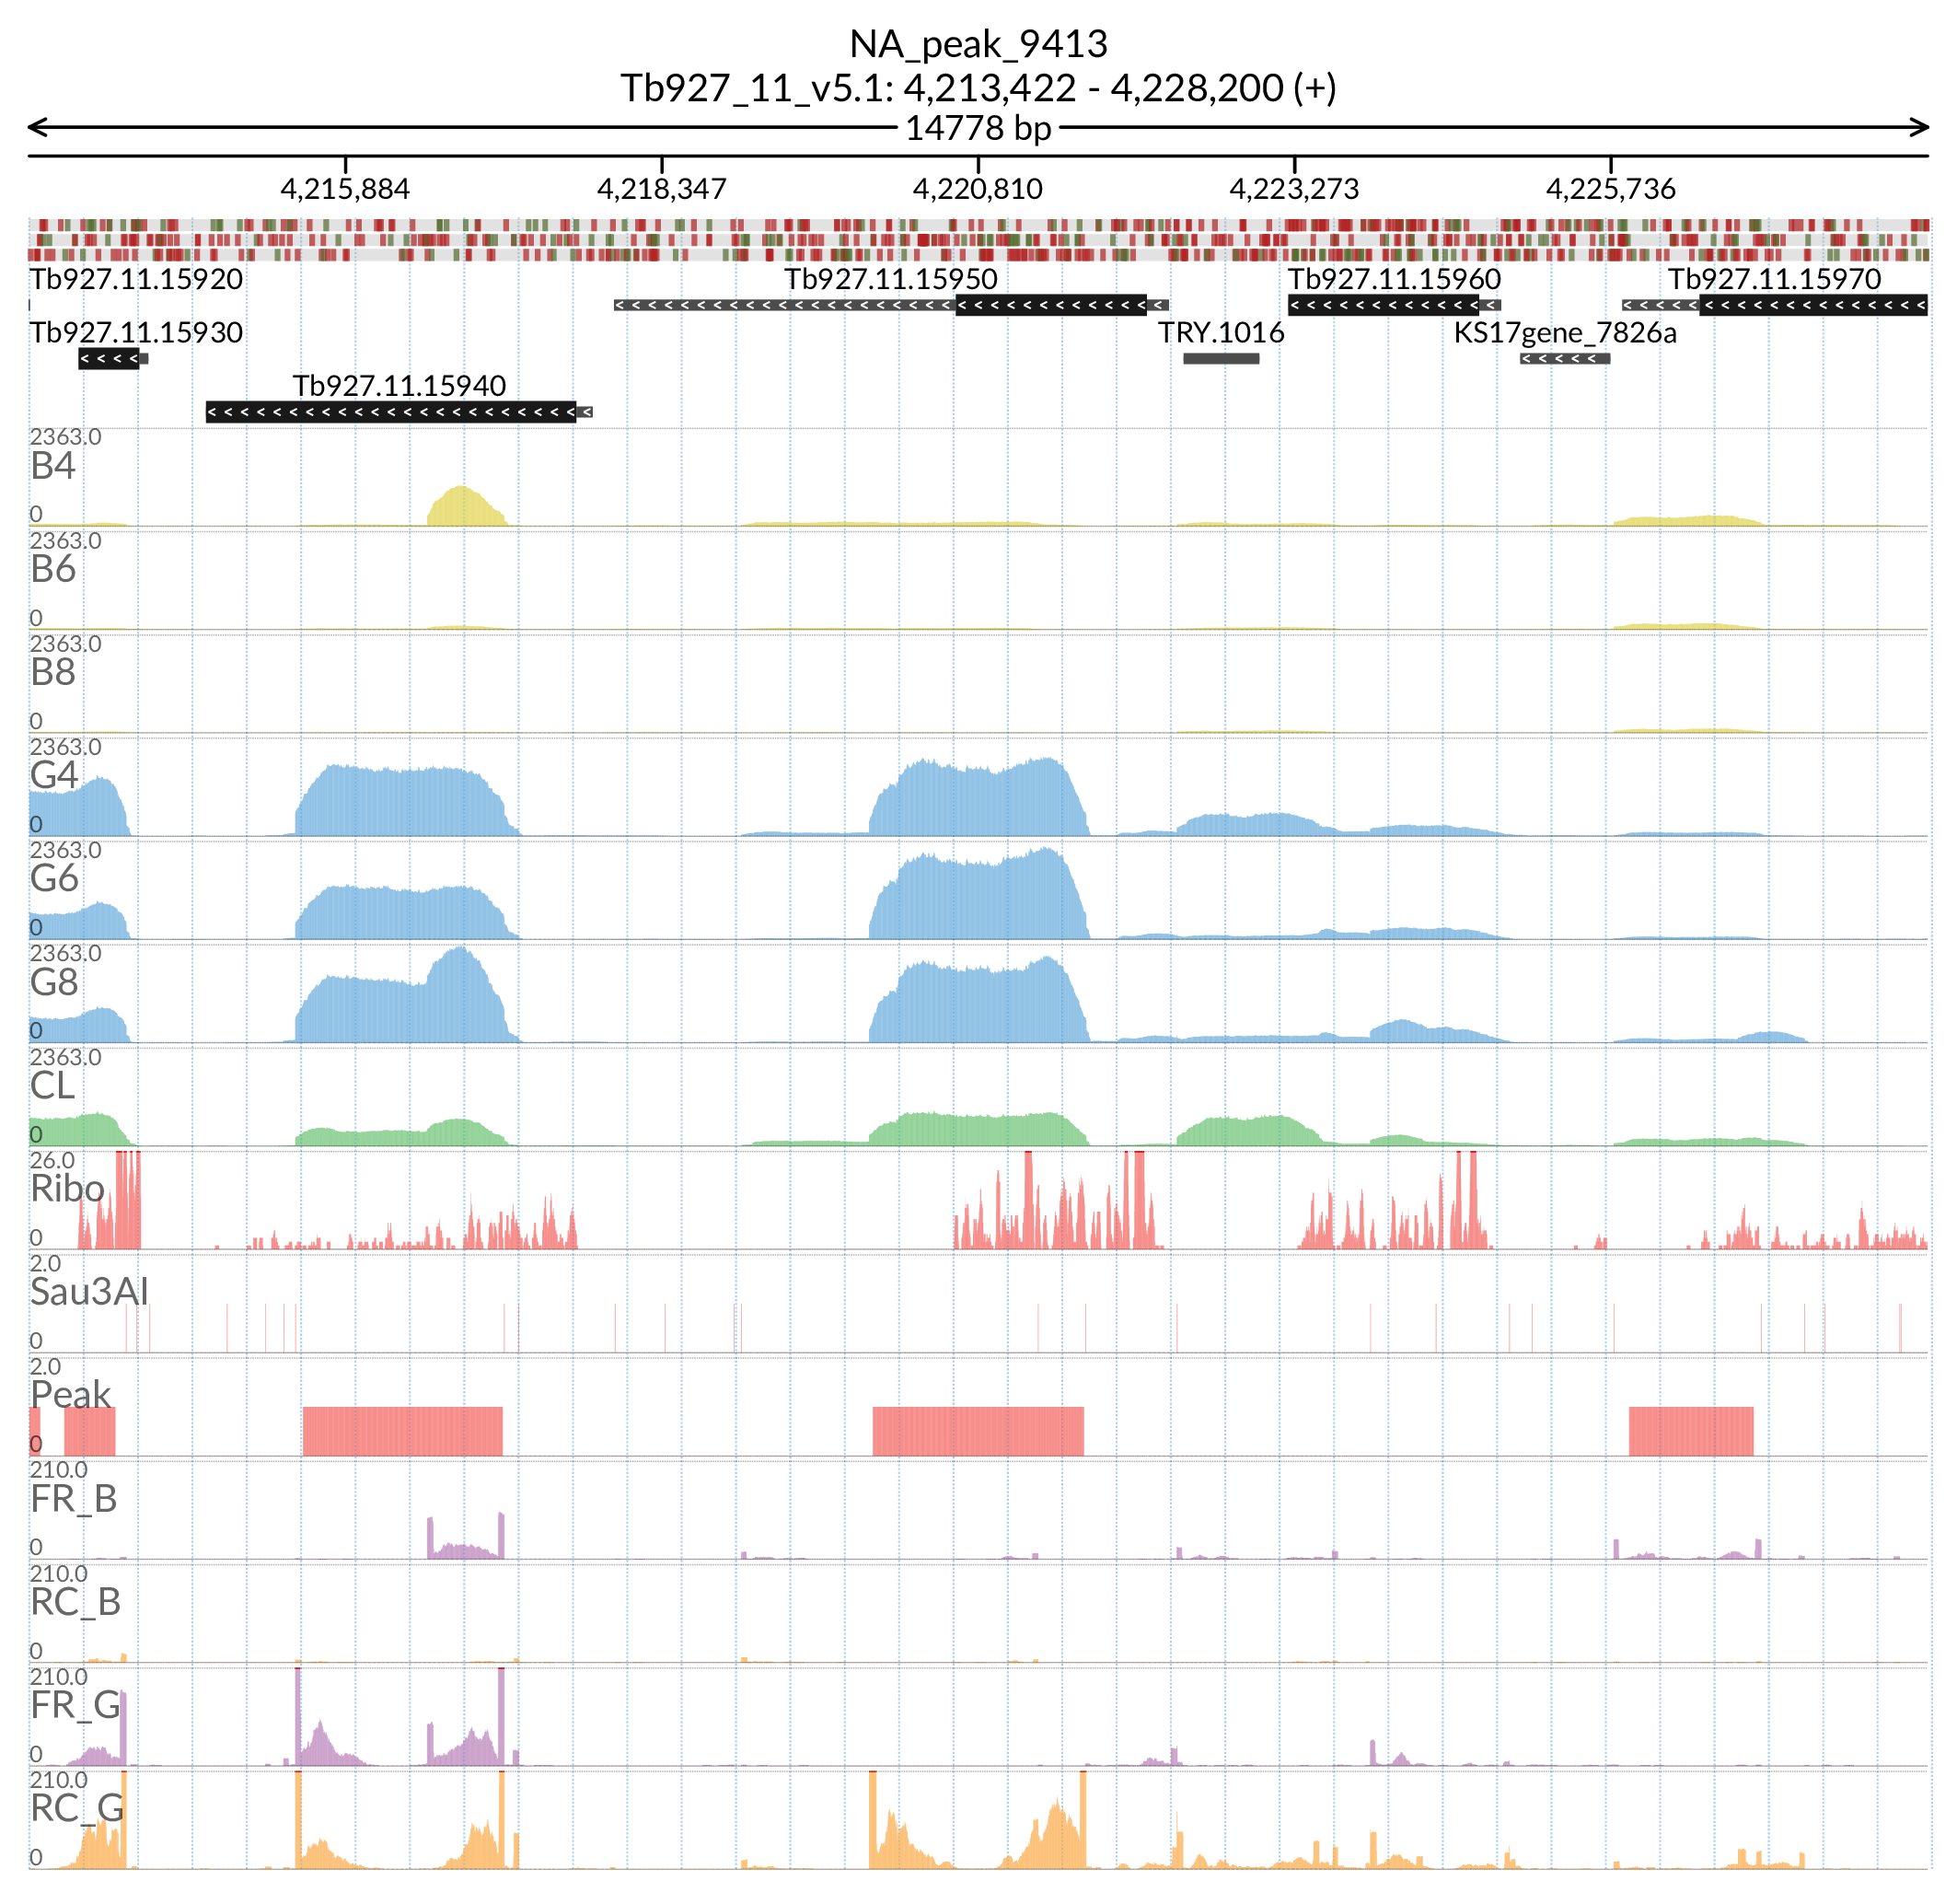 NA_peak_9413
Tb927_11_v5.1: 4,213,422 - 4,228,200 (+)
14778 bp
4,215,884 4,218,347 4,220,810 4,223,273 4,225,736
Tb927.11.15920 Tb927.11.15950 Tb927.11.15960 Tb927.11.15970
Tb927.11.15930 TRY.1016 KS17gene_7826a
Tb927.11.15940
2363.0
B4
0
2363.0
B6
0
2363.0
B8
0
2363.0
G4
0
2363.0
G6
0
2363.0
G8
0
2363.0
CL
0
26.0
Ribo
0
2.0
Sau3AI
0
2.0
Peak
0
210.0
FR_B
0
210.0
RC_B
0
210.0
FR_G
0
210.0
RC_G
0